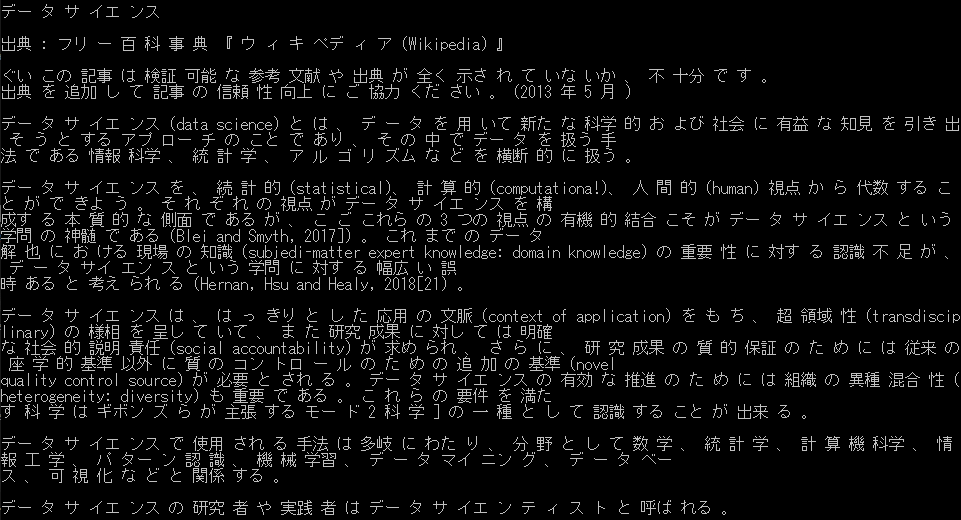 データサイエンス
出典: フリー百科事典『ウィキペディア (Wikipedia) 』
ぐい この記事は検証可能な参考文献や出典が全く示されていないか、 不十分です。
出典を追加して記事の信頼性向上にご協力ください。 (2013 年 5 月)
データサイエンス (data science) とは、 データを用いて新たな科学的および社会に有益な知見を引き出
そうとするアプローチのことであり、 その中でデータを扱う手
法である情報科学、 統計学、 アルゴリズムなどを横断的に扱う。
データサイエンスを、 統計的 (statistical)、 計算的 (computationa!)、 人間的 (human) 視点から代数するこ
とができよう。 それぞれの視点がデータサイエンスを構
成する本質的な側面であるが、 こご これらの 3 つの視点の有機的結合こそがデータサイエンスという
学問の神髄である (Blei and Smyth, 2017]) 。 これまでのデータ
解也における現場の知識 (subiedi-matter expert knowledge: domain knowledge) の重要性に対する認識不足が、
データサイエンスという学問に対する幅広い誤
時あると考えられる (Hernan, Hsu and Healy, 2018[21) 。
データサイエンスは、 はっきりとした応用の文脈 (context of application) をもち、 超領域性 (transdiscip
linary) の様相を呈していて、 また研究成果に対しては明確
な社会的説明責任 (social accountability) が求められ、 さらに、 研究成果の質的保証のためには従来の
座学的基準以外に質のコントロールのための追加の基準 (novel
quality control source) が必要とされる。 データサイエンスの有効な推進のためには組織の異種混合性 (
heterogeneity: diversity) も重要である。 これらの要件を満た
す科学はギボンズらが主張するモード 2 科学 ] の一種として認識することが出来る。
データサイエンスで使用される手法は多岐にわたり、 分野として数学、 統計学、 計算機科学、 情
報工学、 パターン認識、 機械学習、 データマイニング、 データベー
ス、 可視化などと関係する。
データサイエンスの研究者や実践者はデータサイエンティストと呼ばれる。